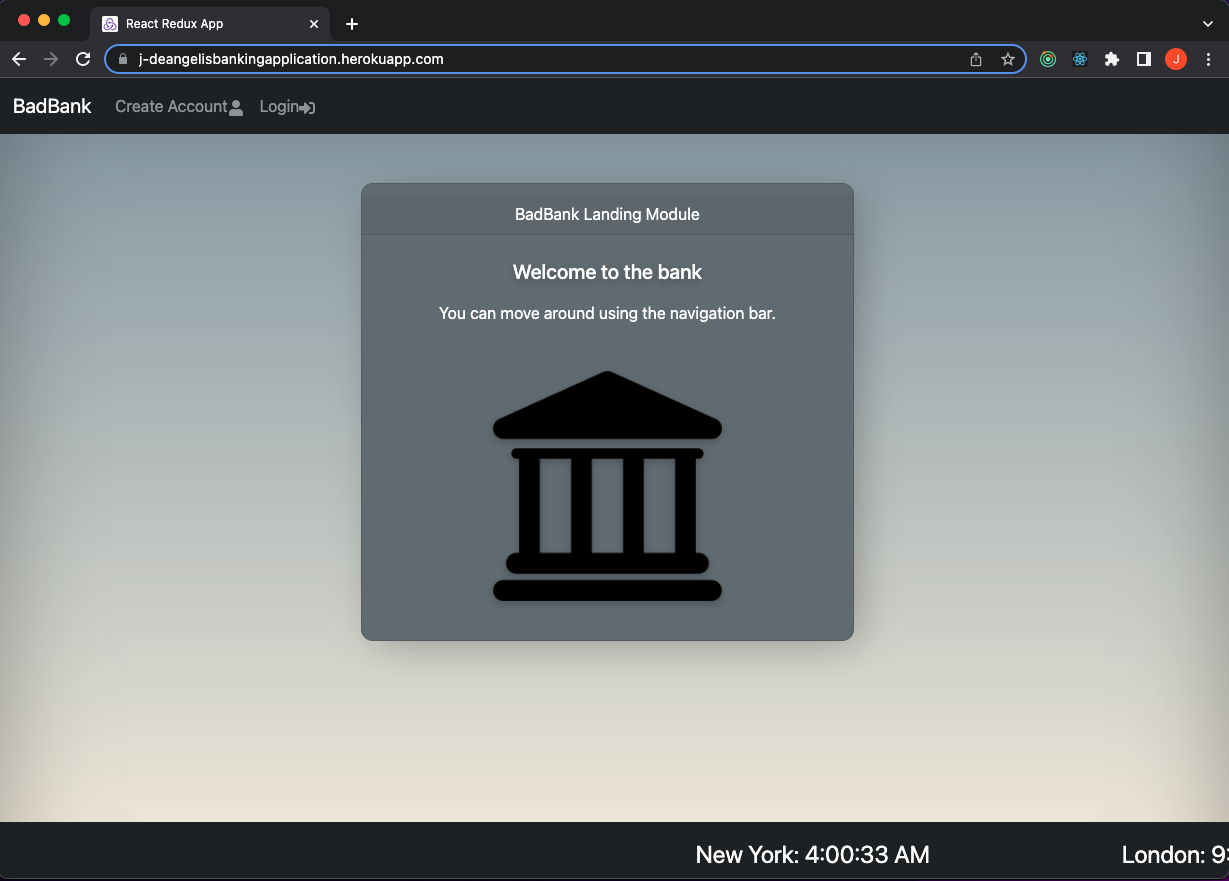 React Redux App
j-deangelisbankingapplication.herokuapp.com
J
BadBank Create Account Login
BadBank Landing Module
Welcome to the bank
You can move around using the navigation bar.
New York: 4:00:33 AM London: 9: